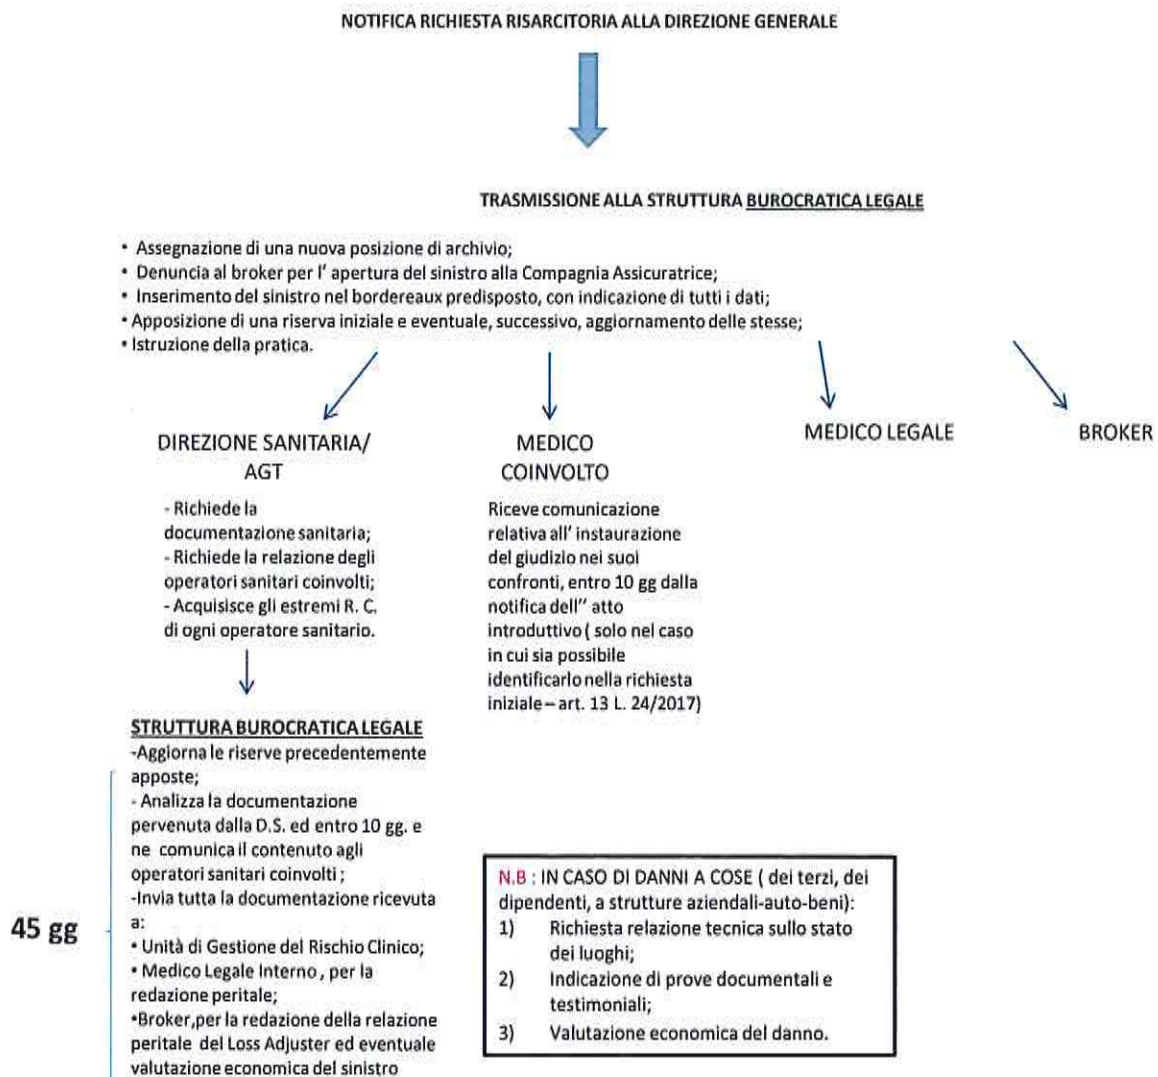 NOTIFICA RICHIESTA RISARCITORIA ALLA DIREZIONE GENERALE
TRASMISSIONE ALLA STRUTTURA BUROCRATICA LEGALE
• Assegnazione di una nuova posizione di archivio;
• Denuncia al broker per l' apertura del sinistro alla Compagnia Assicuratrice;
• Inserimento del sinistro nel bordereaux predisposto, con indicazione di tutti i dati;
• Apposizione di una riserva iniziale e eventuale, successivo, aggiornamento delle stesse;
• Istruzione della pratica.
DIREZIONE SANITARIA/
AGT
- Richiede la
documentazione sanitaria;
- Richiede la relazione degli
operatori sanitari coinvolti;
- Acquisisce gli estremi R. C.
di ogni operatore sanitario.
MEDICO
COINVOLTO
Riceve comunicazione
relativa all' instaurazione
del giudizio nei suoi
confronti, entro 10 gg dalla
notifica dell'' atto
introduttivo ( solo nel caso
in cui sia possibile
identificarlo nella richiesta
iniziale – art. 13 L. 24/2017)
MEDICO LEGALE
BROKER
STRUTTURA BUROCRATICA LEGALE
-Aggiorna le riserve precedentemente
apposte;
- Analizza la documentazione
pervenuta dalla D.S. ed entro 10 gg. e
ne comunica il contenuto agli
operatori sanitari coinvolti ;
-Invia tutta la documentazione ricevuta
a:
• Unità di Gestione del Rischio Clinico;
• Medico Legale Interno , per la
redazione peritale;
•Broker,per la redazione della relazione
peritale del Loss Adjuster ed eventuale
valutazione economica del sinistro
45 gg
N.B : IN CASO DI DANNI A COSE ( dei terzi, dei
dipendenti, a strutture aziendali-auto-beni):
1) Richiesta relazione tecnica sullo stato
dei luoghi;
2) Indicazione di prove documentali e
testimoniali;
3) Valutazione economica del danno.